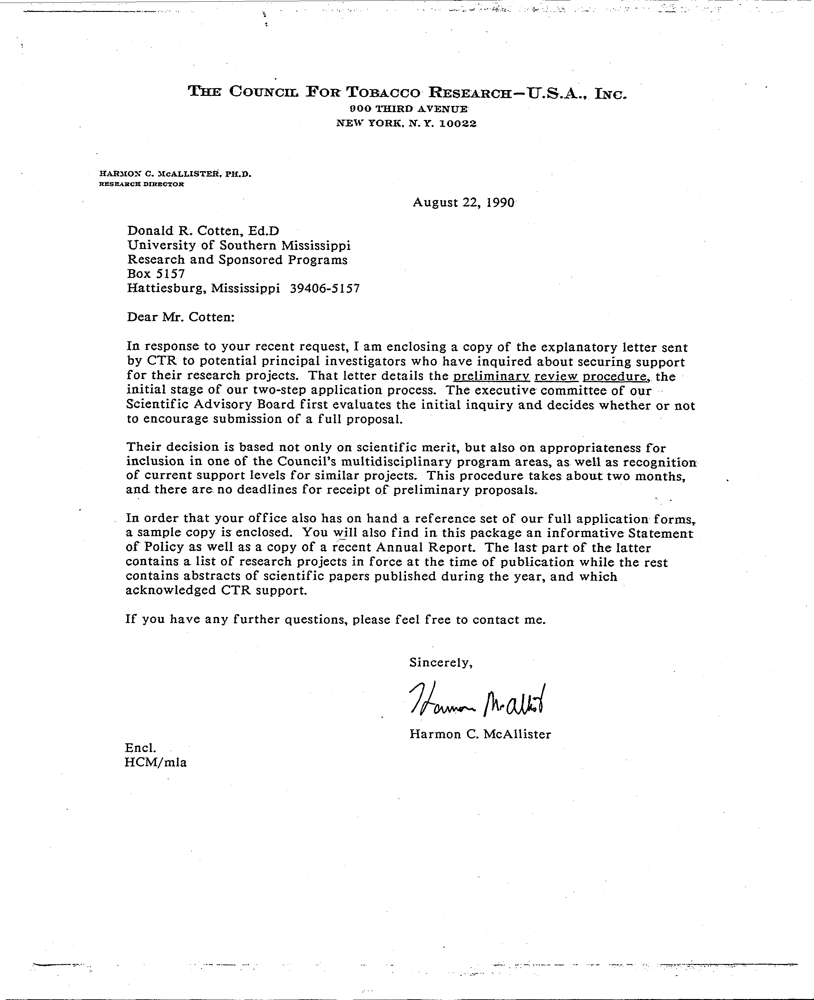 THE COUNCIL FOR TOBACCO RESEARCH—U.S.A., INC.
900 THIRD AVENUE
NEW YORK, N. Y. 10022
HARMON C. McALLISTER, PH.D.
RESEARCH DIRECTOR
August 22, 1990
Donald R. Cotten, Ed.D
University of Southern Mississippi
Research and Sponsored Programs
Box 5157
Hattiesburg, Mississippi 39406-5157
Dear Mr. Cotten:
In response to your recent request, I am enclosing a copy of the explanatory letter sent
by CTR to potential principal investigators who have inquired about securing support
for their research projects. That letter details the preliminary review procedure, the
initial stage of our two-step application process. The executive committee of our
Scientific Advisory Board first evaluates the initial inquiry and decides whether or not
to encourage submission of a full proposal.
Their decision is based not only on scientific merit, but also on appropriateness for
inclusion in one of the Council's multidisciplinary program areas, as well as recognition
of current support levels for similar projects. This procedure takes about two months,
and there are no deadlines for receipt of preliminary proposals.
In order that your office also has on hand a reference set of our full application forms,
a sample copy is enclosed. You will also find in this package an informative Statement
of Policy as well as a copy of a recent Annual Report. The last part of the latter
contains a list of research projects in force at the time of publication while the rest
contains abstracts of scientific papers published during the year, and which
acknowledged CTR support.
If you have any further questions, please feel free to contact me.
Sincerely,
Harmon McAllister
Harmon C. McAllister
Encl.
HCM/mla